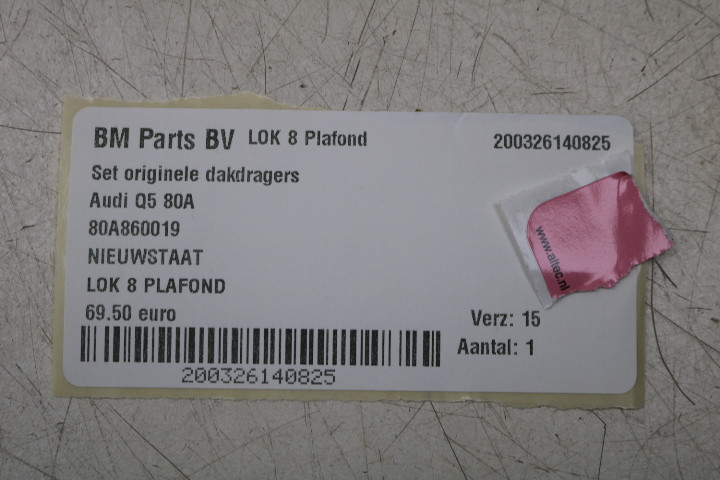 BM Parts BV LOK 8 Plafond 200326140825
Set originele dakdragers
Audi Q5 80A
80A860019
NIEUWSTAAT
LOK 8 PLAFOND
69.50 euro
Verz: 15
Aantal: 1
200326140825
www.altec.nl